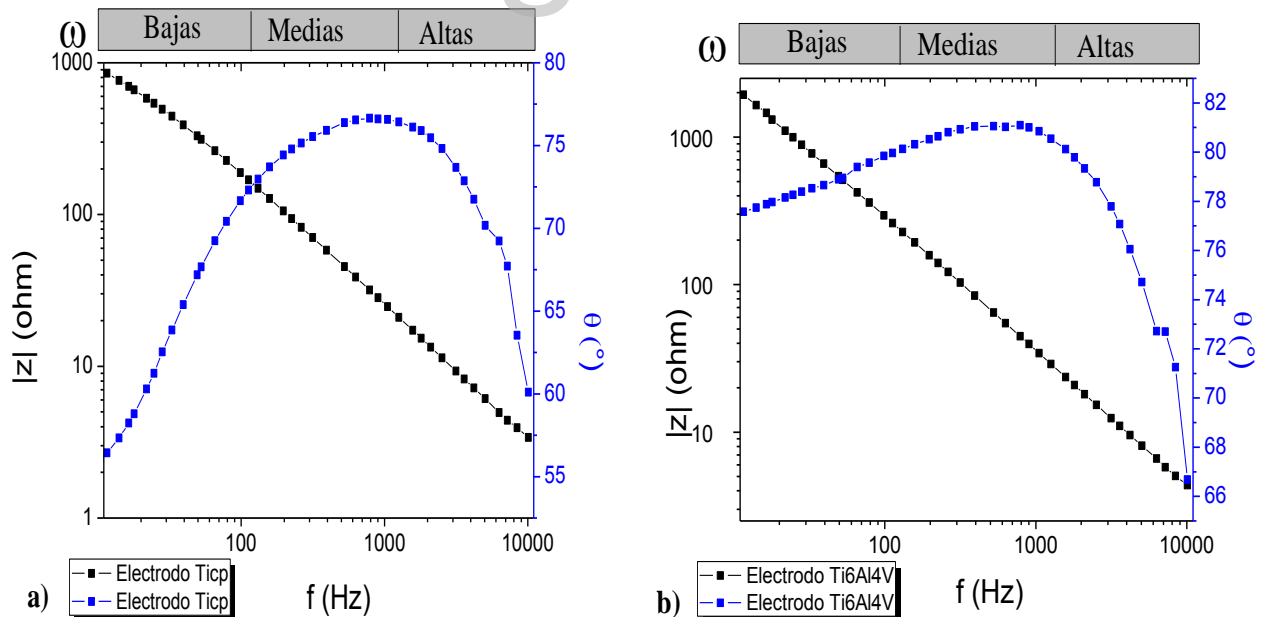 ω Bajas Medias Altas
1000
100
10
1
80
75
70
65
60
55
|z| (ohm)
θ (°)
100 1000 10000
f (Hz)
Electrodo Ticp
Electrodo Ticp
a)
ω Bajas Medias Altas
1000
100
10
82
80
78
76
74
72
70
68
66
|z| (ohm)
θ (°)
100 1000 10000
f (Hz)
Electrodo Ti6Al4V
Electrodo Ti6Al4V
b)